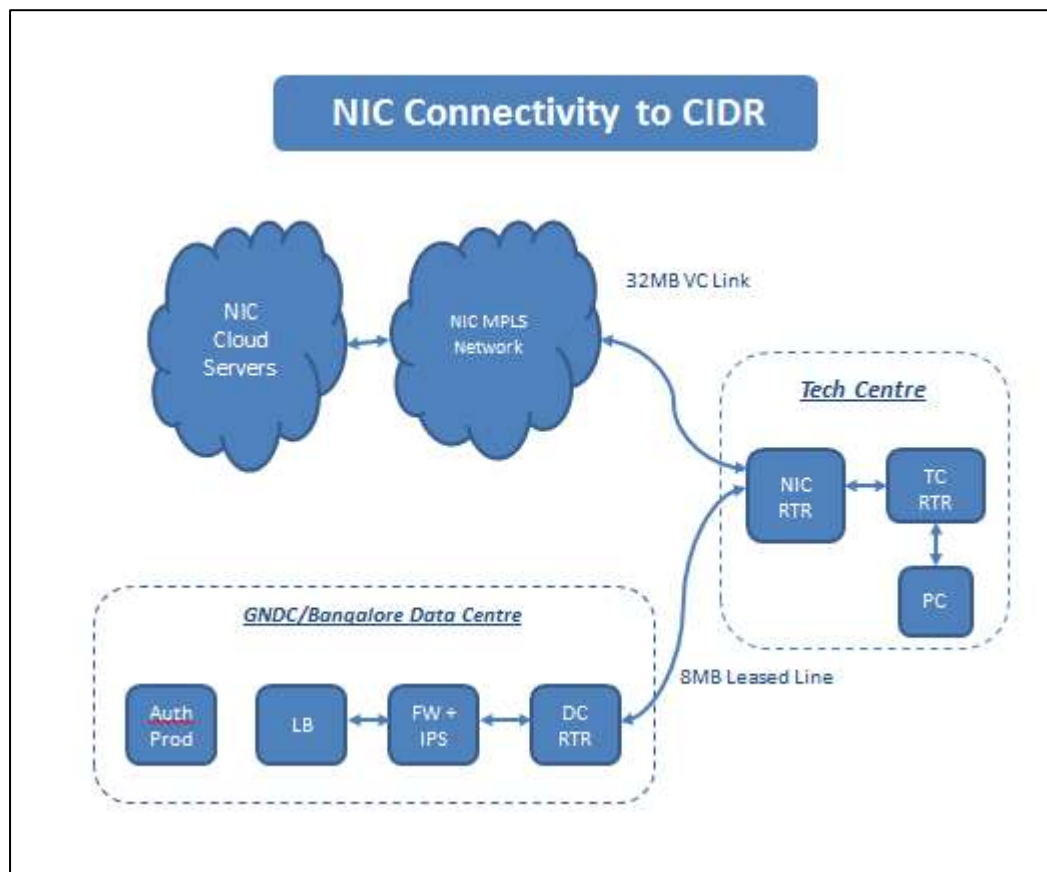 NIC Connectivity to CIDR
NIC
Cloud
Servers
NIC MPLS
Network
32MB VC Link
Tech Centre
NIC
RTR
TC
RTR
PC
GNDC/Bangalore Data Centre
8MB Leased Line
Auth
Prod
LB
FW +
IPS
DC
RTR